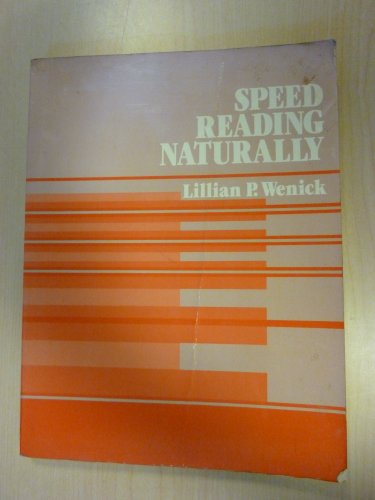 SPEED
READING
NATURALLY
Lillian P. Wenick